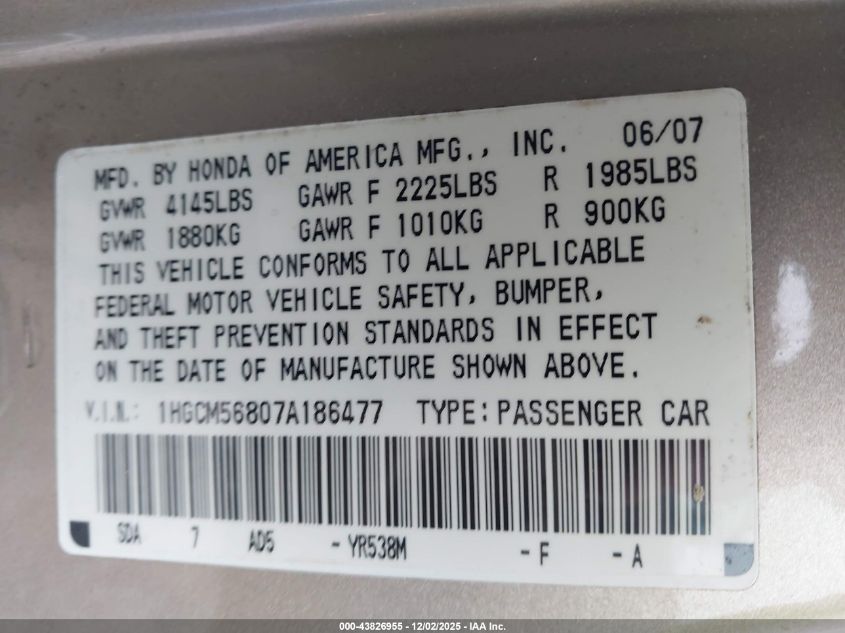 MFD. BY HONDA OF AMERICA MFG., INC. 06/07
GVWR 4145LBS GAWR F 2225LBS R 1985LBS
GVWR 1880KG GAWR F 1010KG R 900KG
THIS VEHICLE CONFORMS TO ALL APPLICABLE
FEDERAL MOTOR VEHICLE SAFETY, BUMPER,
AND THEFT PREVENTION STANDARDS IN EFFECT
ON THE DATE OF MANUFACTURE SHOWN ABOVE.
V.I.N.: 1HGCM56807A186477 TYPE:PASSENGER CAR
SDA 7 AD5 -YR538M -F -A
000-43826955 - 12/02/2025 - IAA Inc.